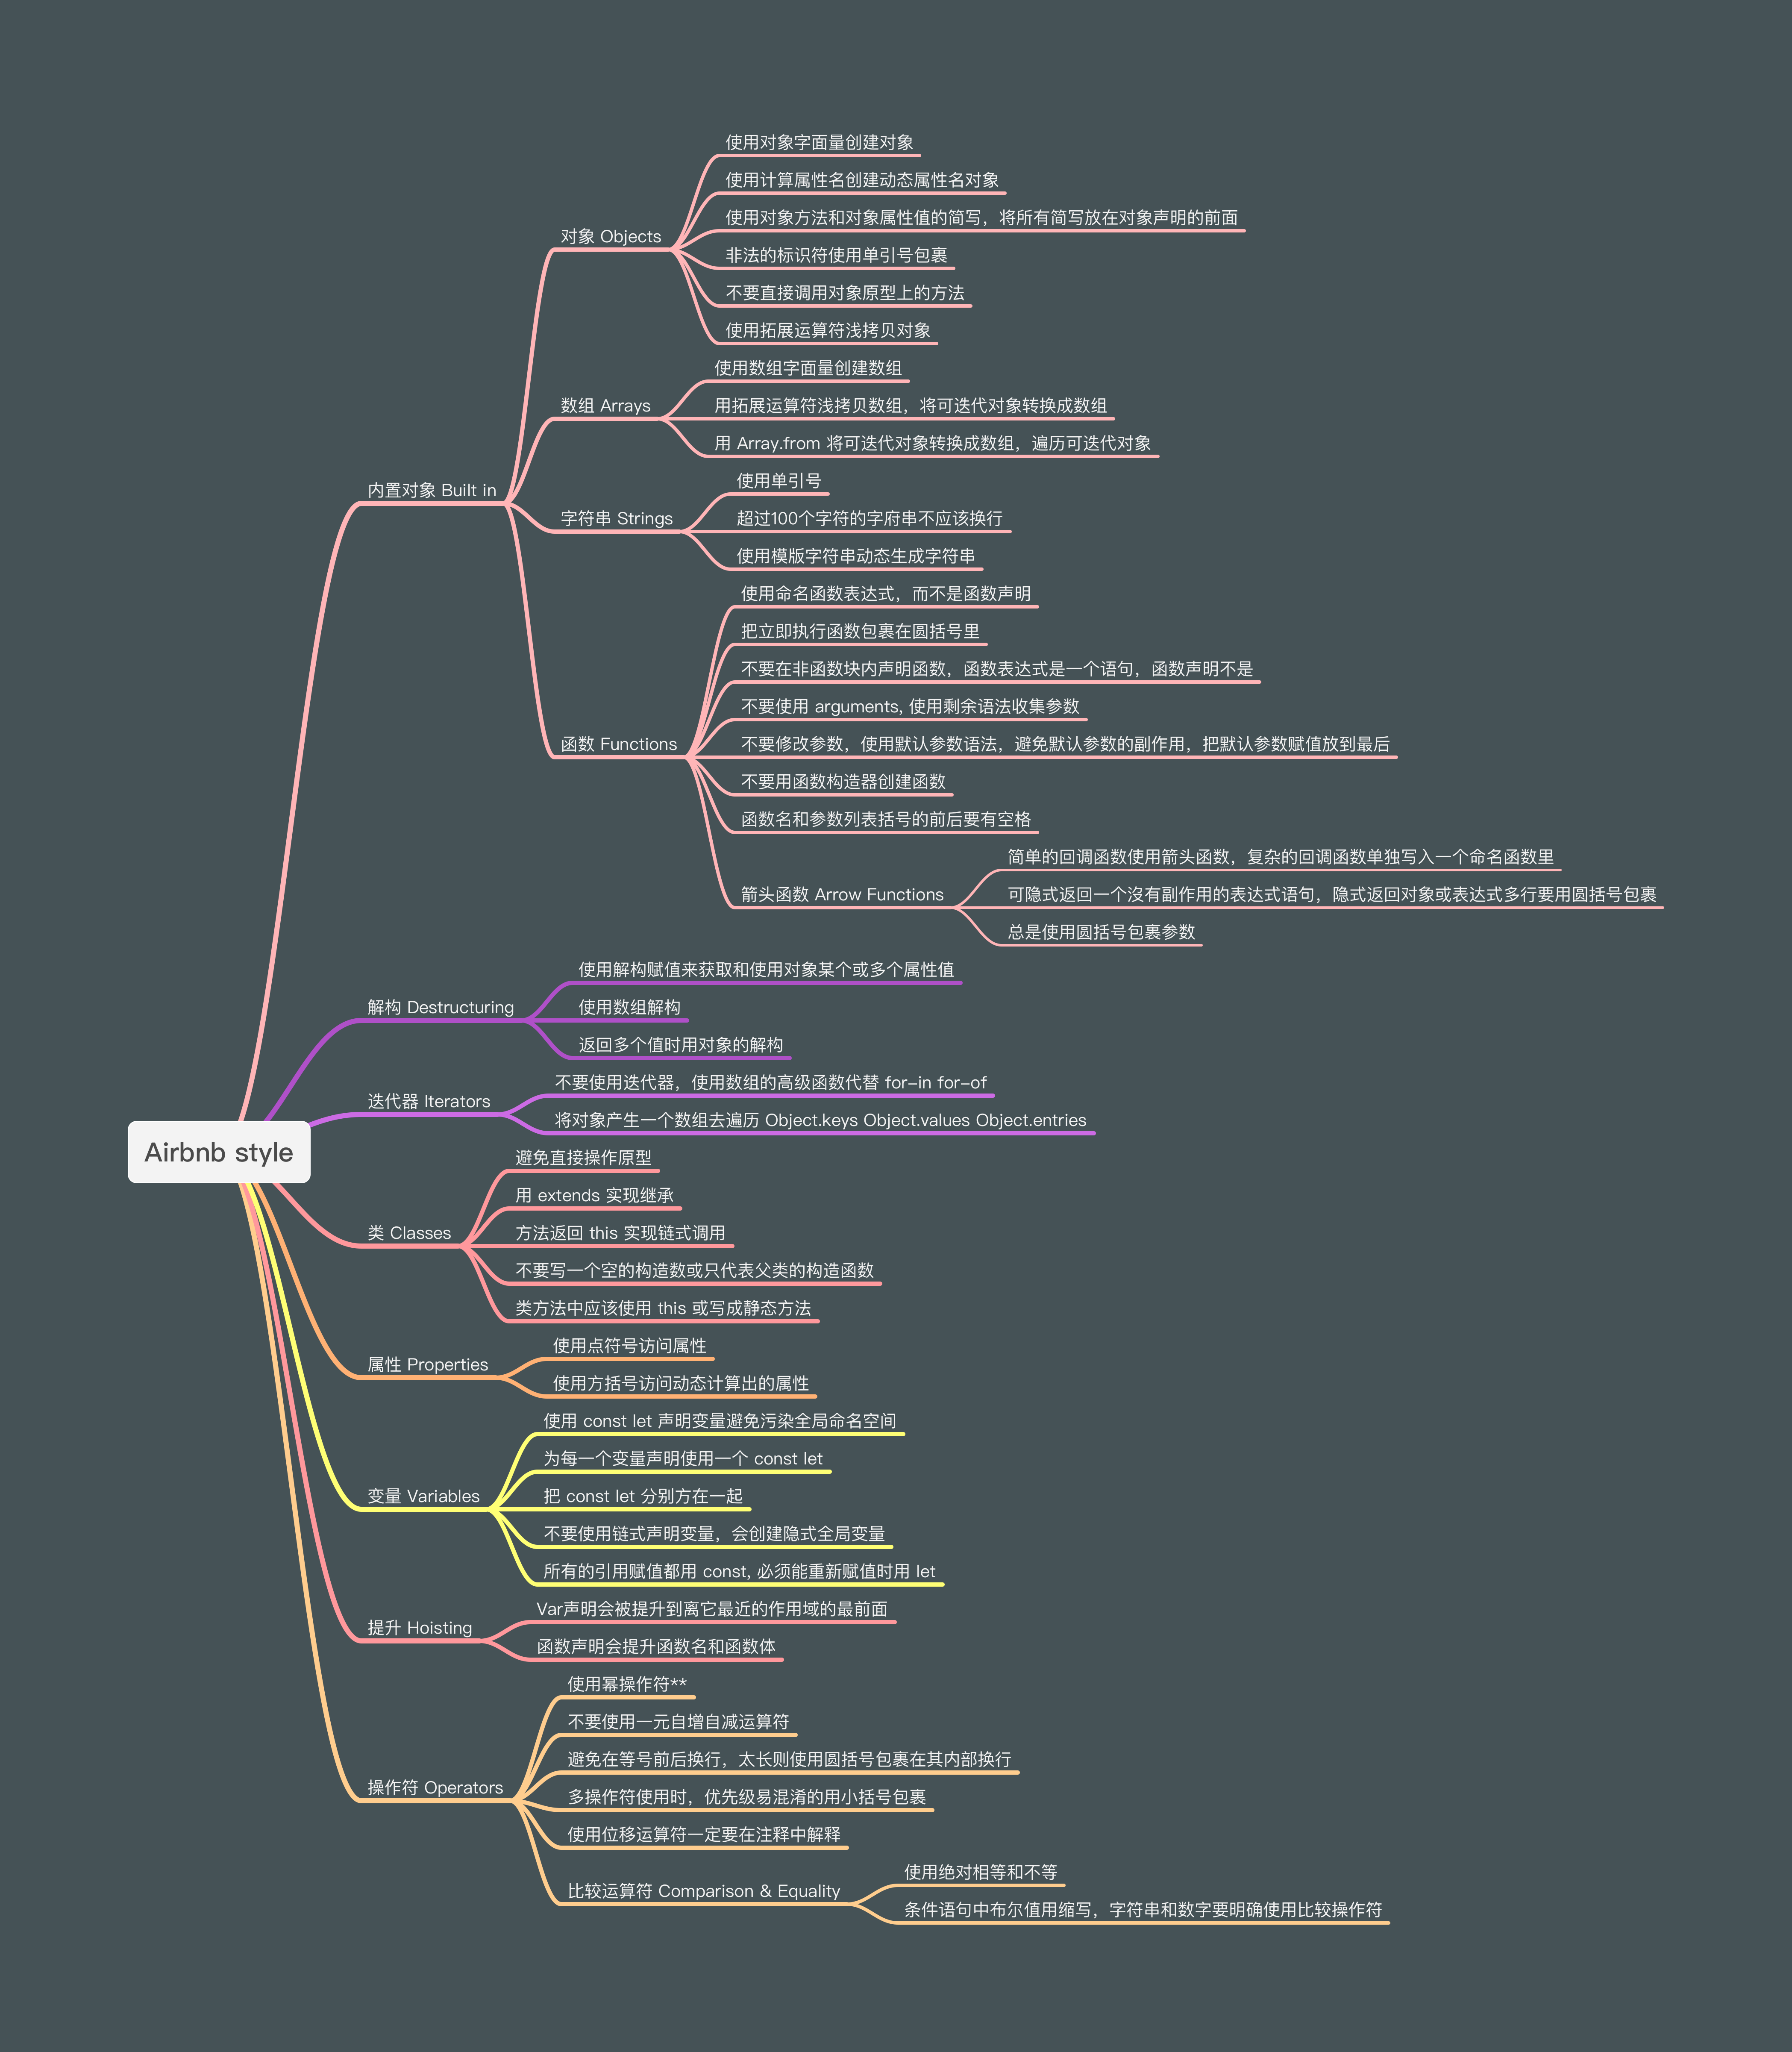 Airbnb style
内置对象 Built in
对象 Objects
使用对象字面量创建对象
使用计算属性名创建动态属性名对象
使用对象方法和对象属性值的简写，将所有简写放在对象声明的前面
非法的标识符使用单引号包裹
不要直接调用对象原型上的方法
使用拓展运算符浅拷贝对象
数组 Arrays
使用数组字面量创建数组
用拓展运算符浅拷贝数组，将可迭代对象转换成数组
用 Array.from 将可迭代对象转换成数组，遍历可迭代对象
字符串 Strings
使用单引号
超过100个字符的字府串不应该换行
使用模版字符串动态生成字符串
函数 Functions
使用命名函数表达式，而不是函数声明
把立即执行函数包裹在圆括号里
不要在非函数块内声明函数，函数表达式是一个语句，函数声明不是
不要使用 arguments, 使用剩余语法收集参数
不要修改参数，使用默认参数语法，避免默认参数的副作用，把默认参数赋值放到最后
不要用函数构造器创建函数
函数名和参数列表括号的前后要有空格
箭头函数 Arrow Functions
简单的回调函数使用箭头函数，复杂的回调函数单独写入一个命名函数里
可隐式返回一个沒有副作用的表达式语句，隐式返回对象或表达式多行要用圆括号包裹
总是使用圆括号包裹参数
解构 Destructuring
使用解构赋值来获取和使用对象某个或多个属性值
使用数组解构
返回多个值时用对象的解构
迭代器 Iterators
不要使用迭代器，使用数组的高级函数代替 for-in for-of
将对象产生一个数组去遍历 Object.keys Object.values Object.entries
类 Classes
避免直接操作原型
用 extends 实现继承
方法返回 this 实现链式调用
不要写一个空的构造数或只代表父类的构造函数
类方法中应该使用 this 或写成静态方法
属性 Properties
使用点符号访问属性
使用方括号访问动态计算出的属性
变量 Variables
使用 const let 声明变量避免污染全局命名空间
为每一个变量声明使用一个 const let
把 const let 分别方在一起
不要使用链式声明变量，会创建隐式全局变量
所有的引用赋值都用 const, 必须能重新赋值时用 let
提升 Hoisting
Var声明会被提升到离它最近的作用域的最前面
函数声明会提升函数名和函数体
操作符 Operators
使用幂操作符**
不要使用一元自增自减运算符
避免在等号前后换行，太长则使用圆括号包裹在其内部换行
多操作符使用时，优先级易混淆的用小括号包裹
使用位移运算符一定要在注释中解释
比较运算符 Comparison & Equality
使用绝对相等和不等
条件语句中布尔值用缩写，字符串和数字要明确使用比较操作符